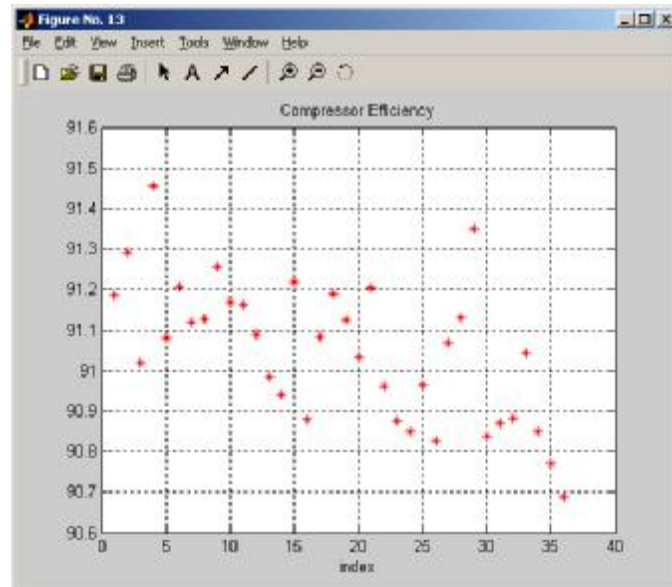 Figure No. 13
File Edit View Insert Tools Window Help
A
Compressor Efficiency
91.6
91.5
91.4
91.3
91.2
91.1
91
90.9
90.8
90.7
90.6
0 5 10 15 20 25 30 35 40
index